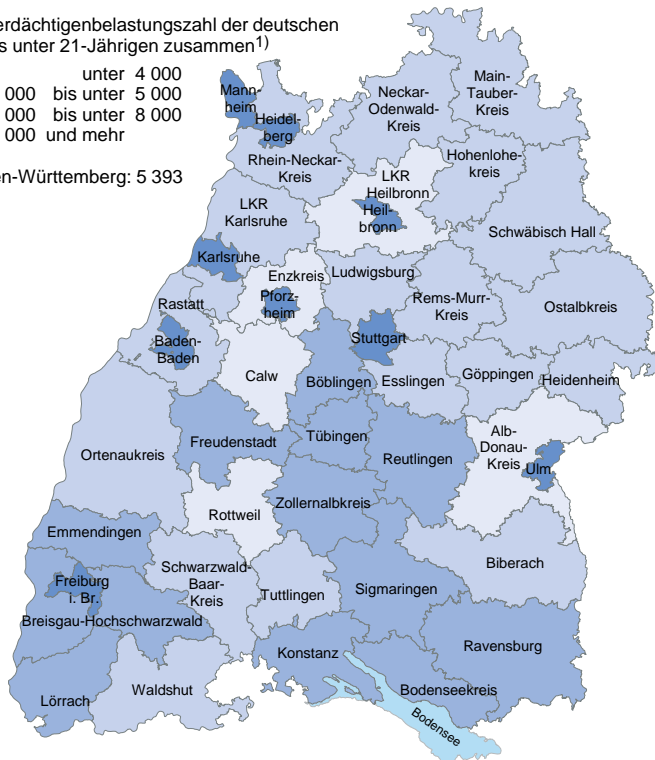 der deutschen
s unter 21-Jährigen zusammen1)
unter 4 000
000 bis unter 5 000
000 bis unter 8 000
000 und mehr
en-Württemberg: 5 393
Mann-
heim
Heidel-
berg
Neckar-
Odenwald-
Kreis
Main-
Tauber-
Kreis
Rhein-Neckar-
Kreis
Hohenlohe-
kreis
LKR
Heilbronn
Heil-
bronn
LKR
Karlsruhe
Schwäbisch Hall
Karlsruhe
Enzkreis
Ludwigsburg
Pforz-
heim
Rastatt
Rems-Murr-
Kreis
Ostalbkreis
Baden-
Baden
Stuttgart
Calw
Böblingen
Esslingen
Göppingen
Heidenheim
Freudenstadt
Tübingen
Reutlingen
Alb-
Donau-
Kreis
Ulm
Ortenaukreis
Rottweil
Zollernalbkreis
Emmendingen
Biberach
Freiburg
i. Br.
Schwarzwald-
Baar-
Kreis
Tuttlingen
Sigmaringen
Breisgau-Hochschwarzwald
Konstanz
Ravensburg
Lörrach
Waldshut
Bodenseekreis
Bodensee